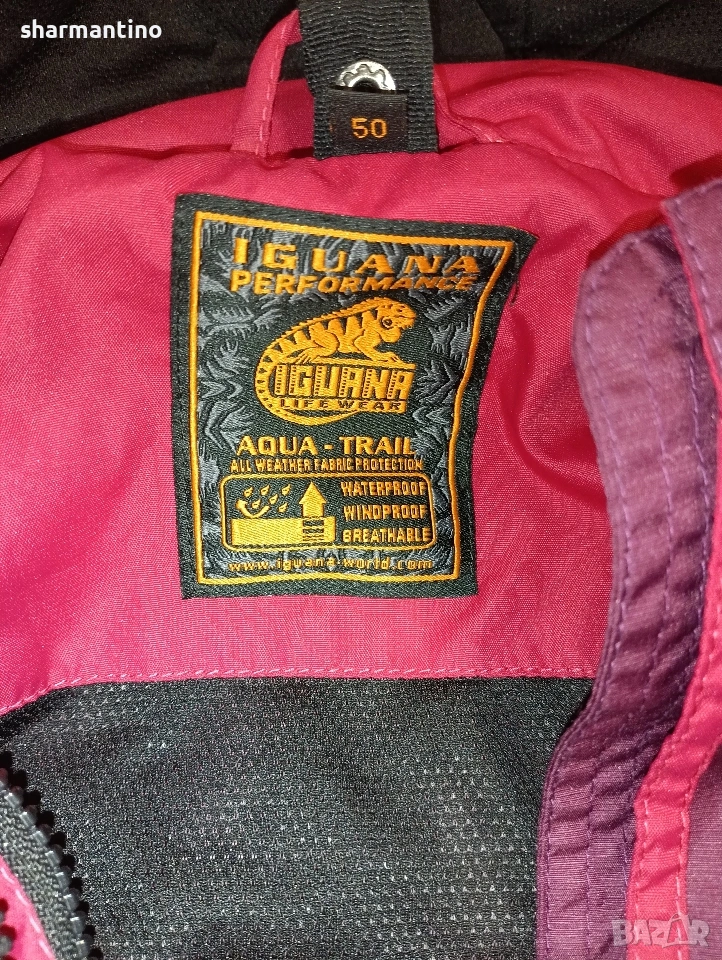 sharmantino
50
IGUANA
PERFORMANCE
IGUANA
LIFE WEAR
AQUA - TRAIL
ALL WEATHER FABRIC PROTECTION
WATERPROOF
WINDPROOF
BREATHABLE
www.iguana-world.com
BAZAR